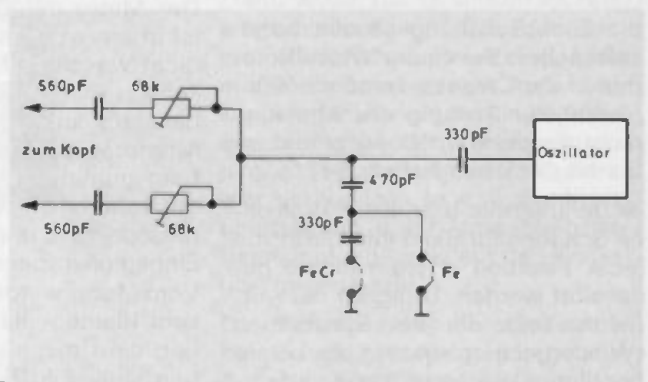 560pF
68k
330pF
zum Kopf
Oszillator
470pF
330pF
560pF
68k
FeCr
Fe